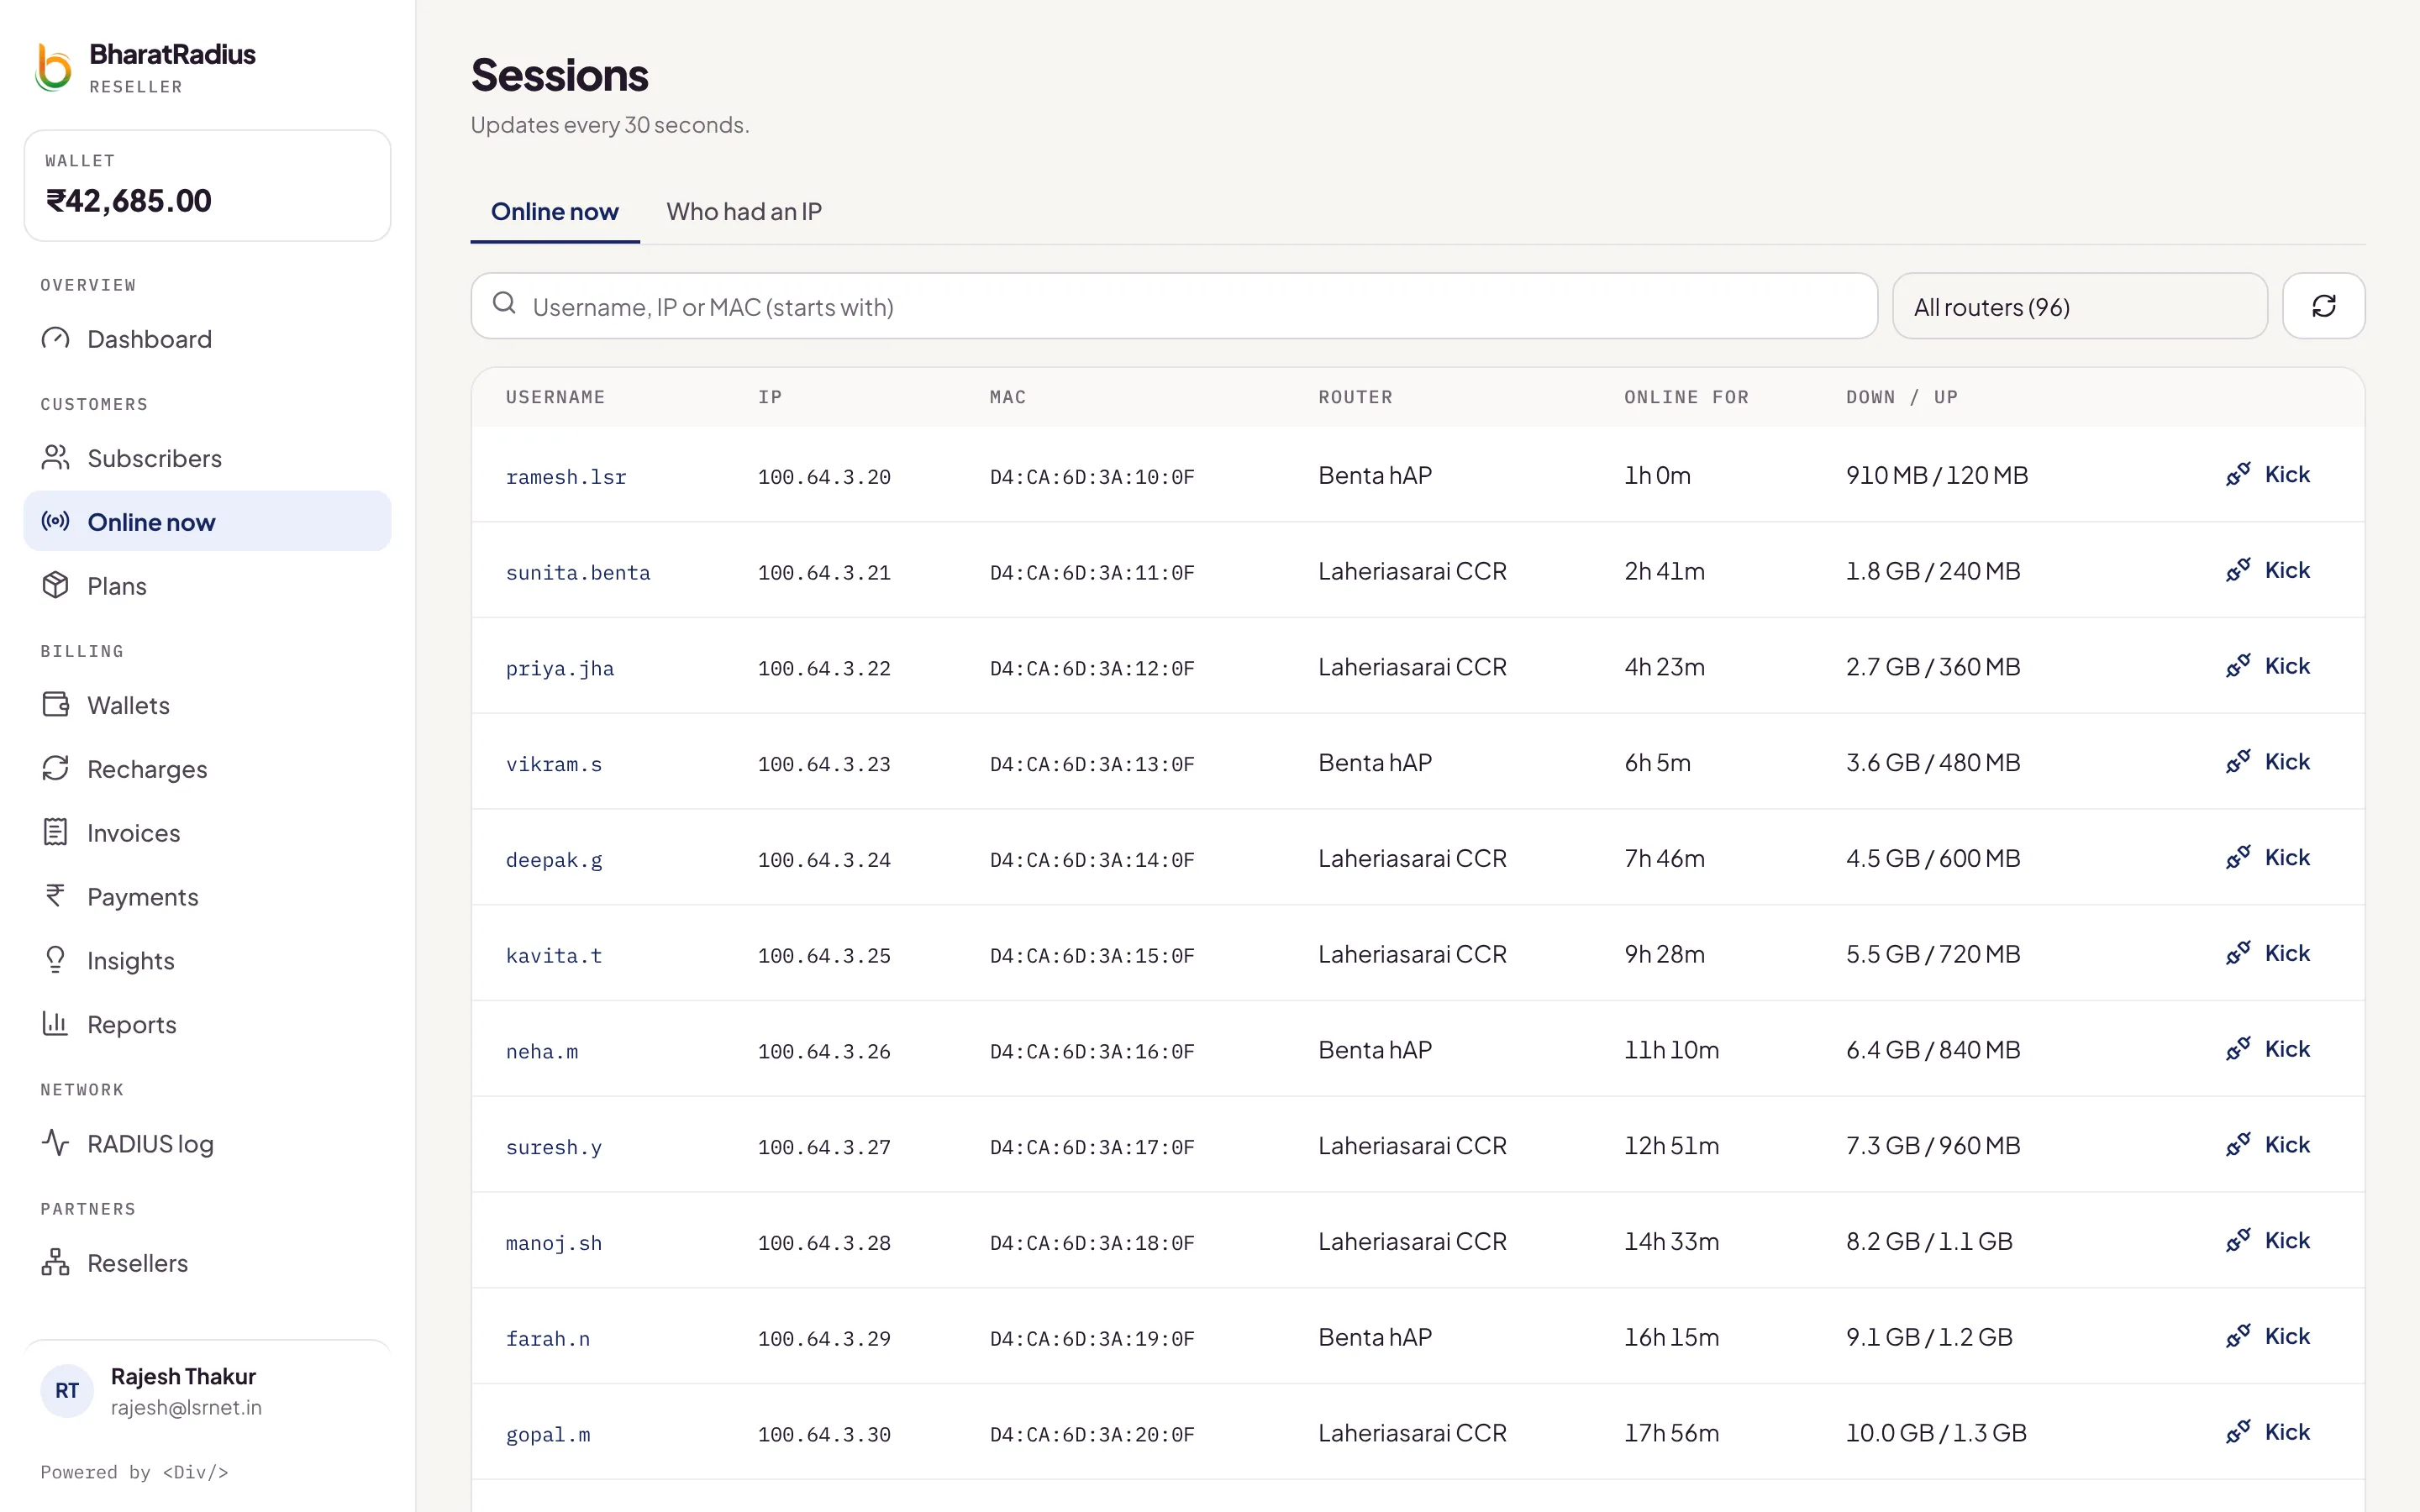 BharatRadius
RESELLER
WALLET
₹42,685.00
OVERVIEW
Dashboard
CUSTOMERS
Subscribers
Online now
Plans
BILLING
Wallets
Recharges
Invoices
Payments
Insights
Reports
NETWORK
RADIUS log
PARTNERS
Resellers
RT
Rajesh Thakur
rajesh@lsrnet.in
Powered by <Div/>
Sessions
Updates every 30 seconds.
Online now Who had an IP
Username, IP or MAC (starts with) All routers (96)
USERNAME IP MAC ROUTER ONLINE FOR DOWN / UP
ramesh.lsr 100.64.3.20 D4:CA:6D:3A:10:0F Benta hAP 1h 0m 910 MB / 120 MB Kick
sunita.benta 100.64.3.21 D4:CA:6D:3A:11:0F Laheriasarai CCR 2h 41m 1.8 GB / 240 MB Kick
priya.jha 100.64.3.22 D4:CA:6D:3A:12:0F Laheriasarai CCR 4h 23m 2.7 GB / 360 MB Kick
vikram.s 100.64.3.23 D4:CA:6D:3A:13:0F Benta hAP 6h 5m 3.6 GB / 480 MB Kick
deepak.g 100.64.3.24 D4:CA:6D:3A:14:0F Laheriasarai CCR 7h 46m 4.5 GB / 600 MB Kick
kavita.t 100.64.3.25 D4:CA:6D:3A:15:0F Laheriasarai CCR 9h 28m 5.5 GB / 720 MB Kick
neha.m 100.64.3.26 D4:CA:6D:3A:16:0F Benta hAP 11h 10m 6.4 GB / 840 MB Kick
suresh.y 100.64.3.27 D4:CA:6D:3A:17:0F Laheriasarai CCR 12h 51m 7.3 GB / 960 MB Kick
manoj.sh 100.64.3.28 D4:CA:6D:3A:18:0F Laheriasarai CCR 14h 33m 8.2 GB / 1.1 GB Kick
farah.n 100.64.3.29 D4:CA:6D:3A:19:0F Benta hAP 16h 15m 9.1 GB / 1.2 GB Kick
gopal.m 100.64.3.30 D4:CA:6D:3A:20:0F Laheriasarai CCR 17h 56m 10.0 GB / 1.3 GB Kick